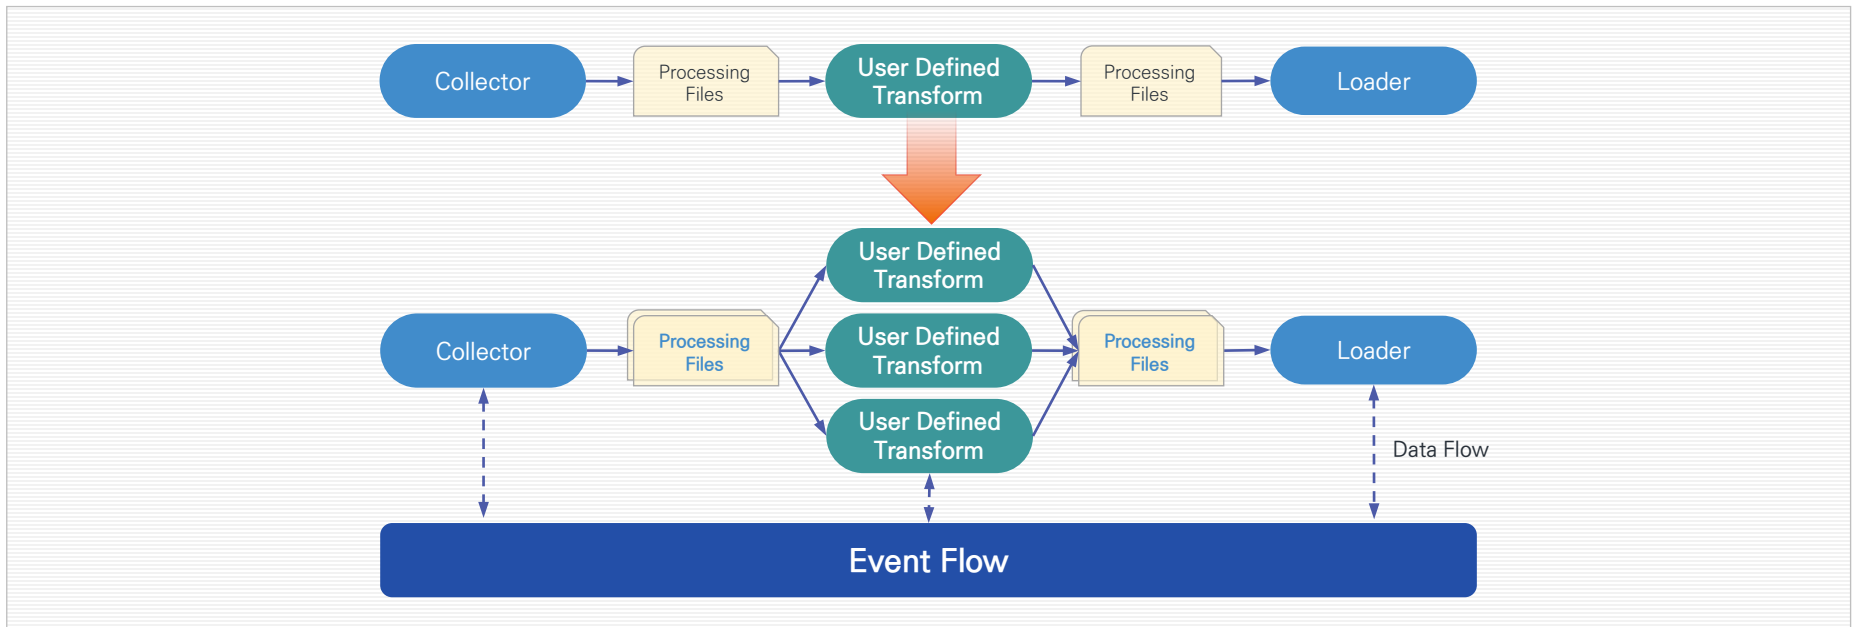 Collector
Processing
Files
User Defined
Transform
Processing
Files
Loader
User Defined
Transform
Collector
Processing
Files
User Defined
Transform
Processing
Files
Loader
User Defined
Transform
Data Flow
Event Flow